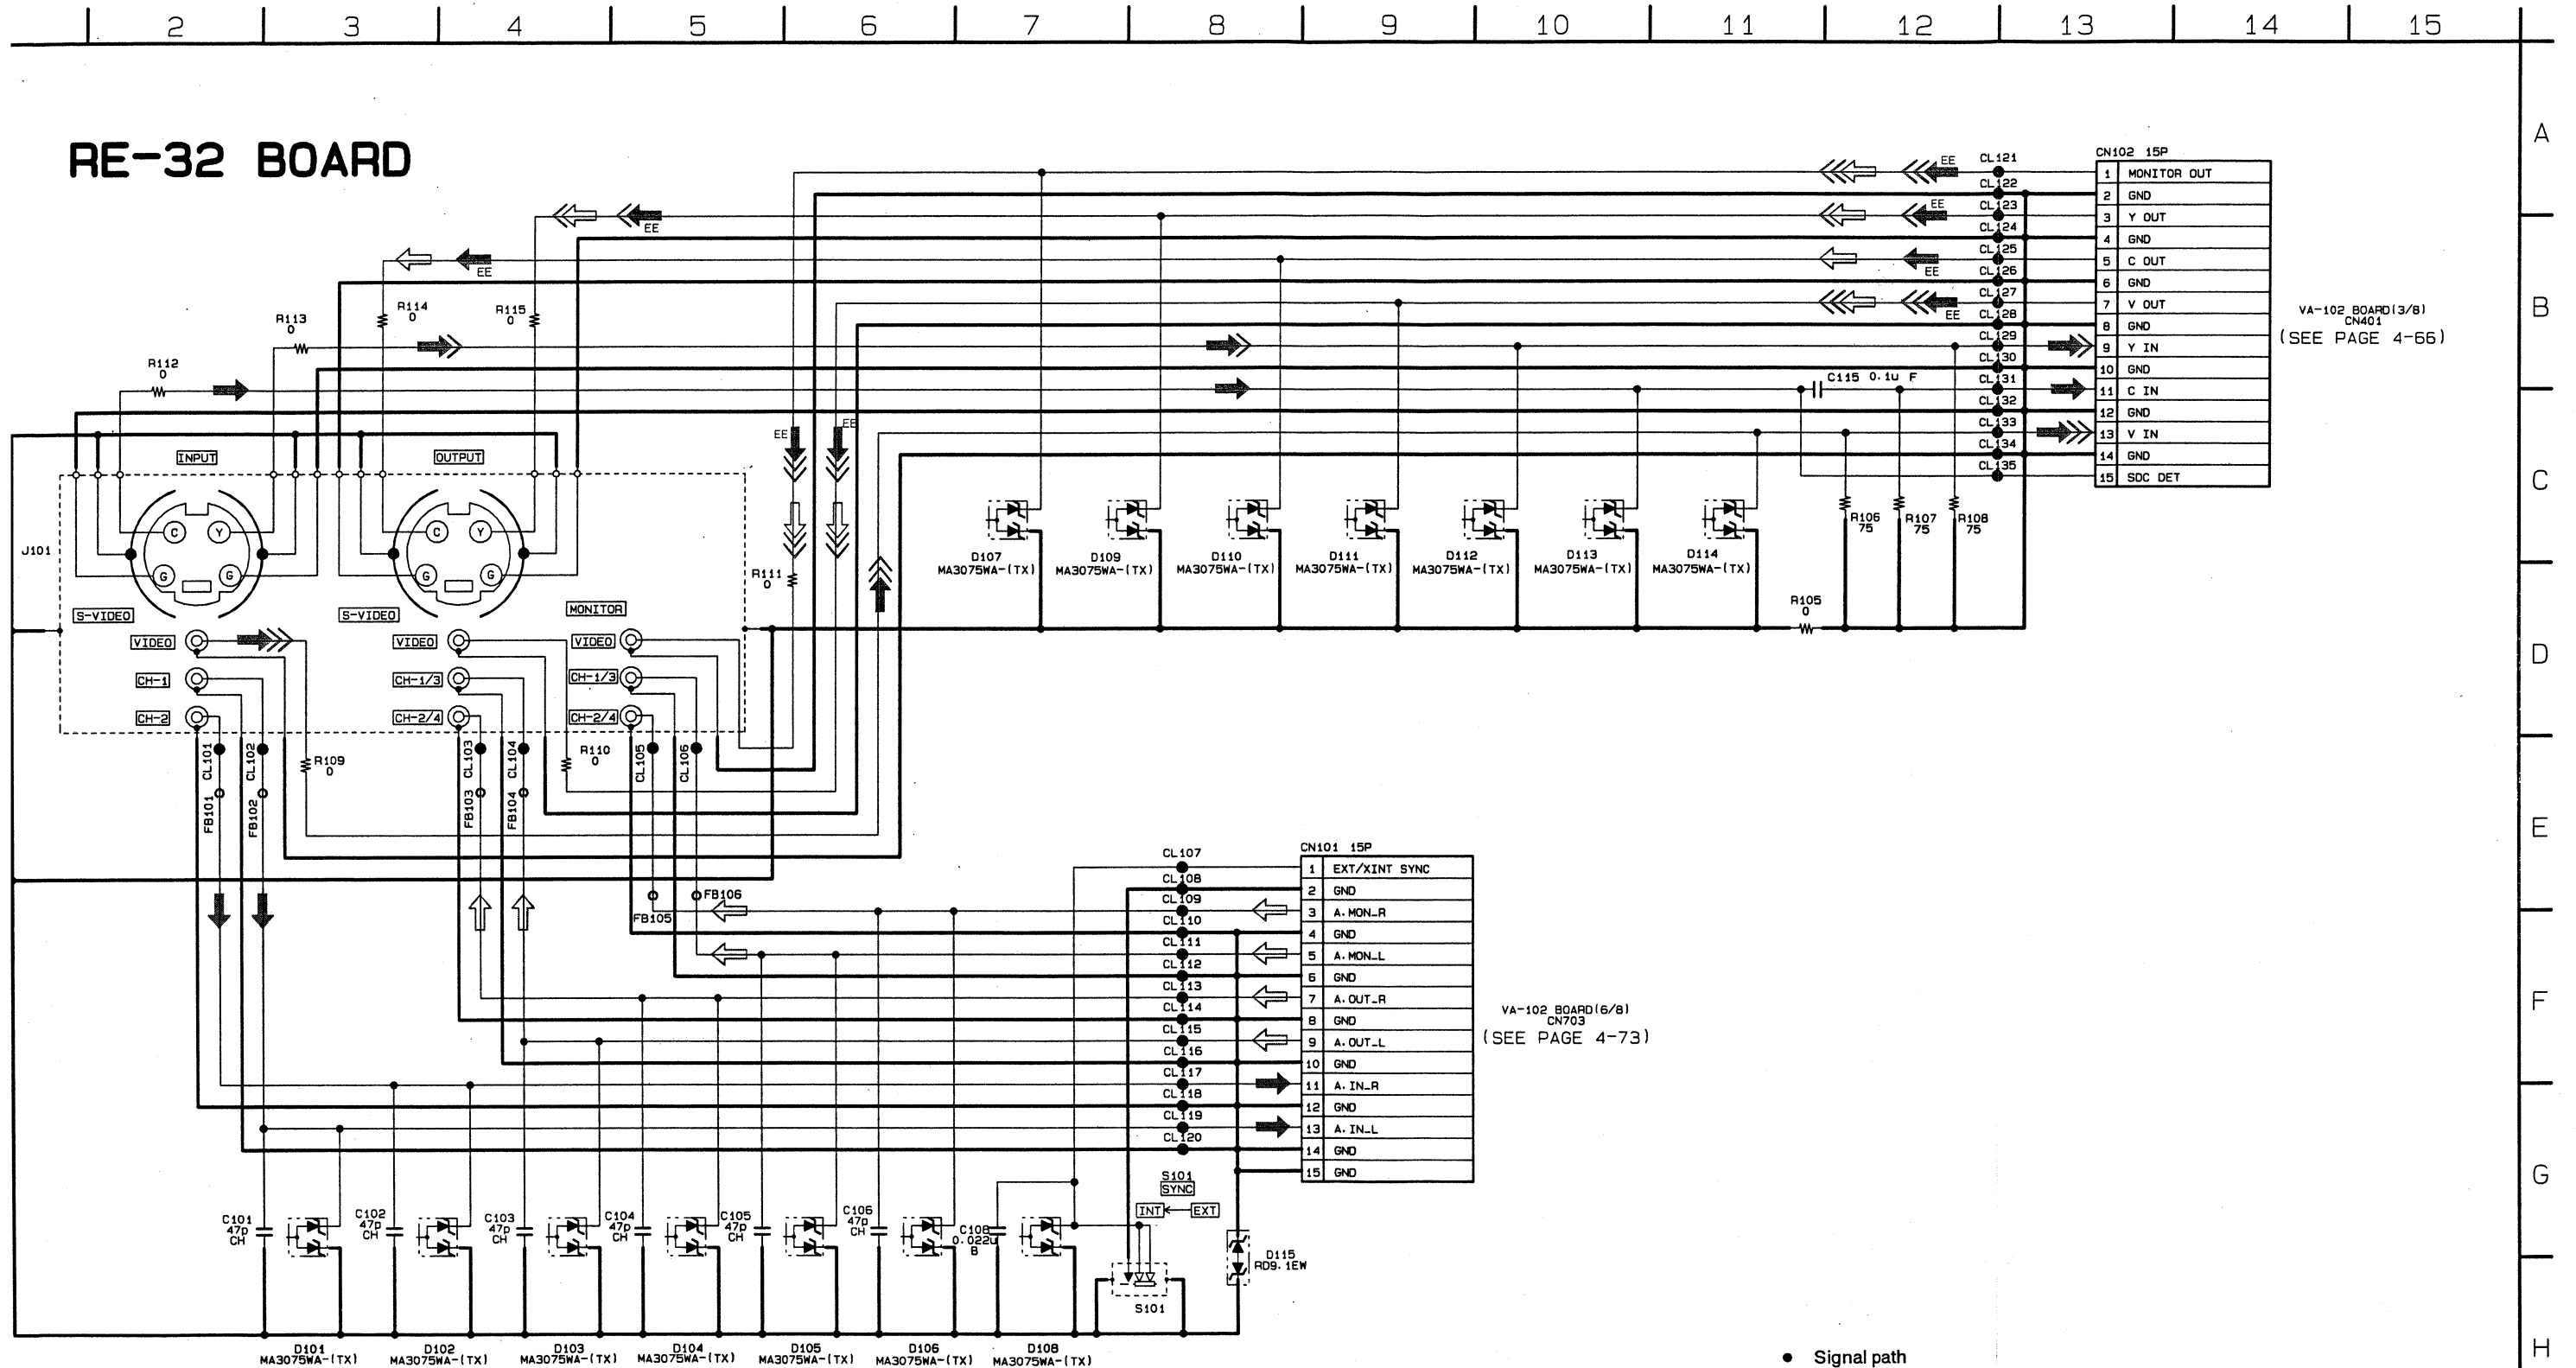 2 3 4 5 6 7 8 9 10 11 12 13 14 15
A
B
C
D
E
F
G
H
RE-32 BOARD
CN102 15P
1 MONITOR OUT
2 GND
3 Y OUT
4 GND
5 C OUT
6 GND
7 V OUT
8 GND
9 Y IN
10 GND
11 C IN
12 GND
13 V IN
14 GND
15 SDC DET
VA-102 BOARD(3/8)
CN401
(SEE PAGE 4-66)
EE
CL121
CL122
EE
CL123
CL124
CL125
EE
CL126
CL127
EE
CL128
CL129
CL130
CL131
CL132
CL133
CL134
CL135
EE
EE
R114
0
R115
0
R113
0
R112
0
C115 0.1u F
EE
EE
INPUT
OUTPUT
C
Y
G
G
C
Y
G
G
J101
S-VIDEO
S-VIDEO
MONITOR
VIDEO
VIDEO
VIDEO
CH-1
CH-1/3
CH-1/3
CH-2
CH-2/4
CH-2/4
R111
0
D107
MA3075WA-(TX)
D109
MA3075WA-(TX)
D110
MA3075WA-(TX)
D111
MA3075WA-(TX)
D112
MA3075WA-(TX)
D113
MA3075WA-(TX)
D114
MA3075WA-(TX)
R106
75
R107
75
R108
75
R105
0
CL101
CL102
R109
0
CL103
CL104
R110
0
CL105
CL106
FB101
FB102
FB103
FB104
FB105
FB106
CN101 15P
1 EXT/XINT SYNC
2 GND
3 A.MON_R
4 GND
5 A.MON_L
6 GND
7 A.OUT_R
8 GND
9 A.OUT_L
10 GND
11 A.IN_R
12 GND
13 A.IN_L
14 GND
15 GND
CL107
CL108
CL109
CL110
CL111
CL112
CL113
CL114
CL115
CL116
CL117
CL118
CL119
CL120
VA-102 BOARD(6/8)
CN703
(SEE PAGE 4-73)
S101
SYNC
INT
EXT
C101
47p
CH
C102
47p
CH
C103
47p
CH
C104
47p
CH
C105
47p
CH
C106
47p
CH
C108
0.022u
B
D115
RD9.1EW
S101
D101
MA3075WA-(TX)
D102
MA3075WA-(TX)
D103
MA3075WA-(TX)
D104
MA3075WA-(TX)
D105
MA3075WA-(TX)
D106
MA3075WA-(TX)
D108
MA3075WA-(TX)
● Signal path